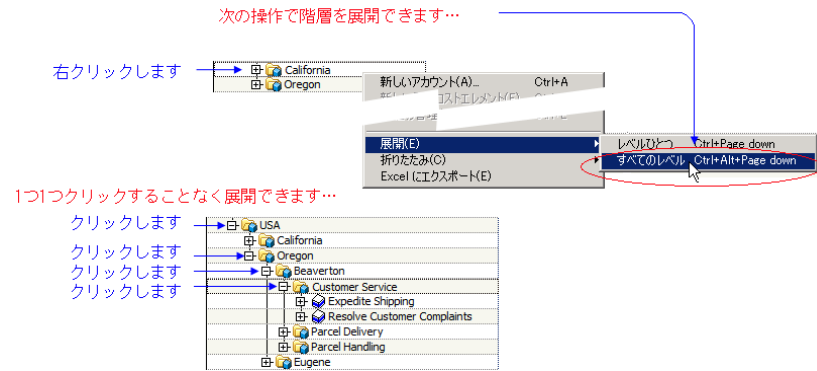 次の操作で階層を展開できます…
右クリックします
California
Oregon
新しいアカウント(A)... Ctrl+A
展開(E)
折りたたみ(C)
Excel にエクスポート(E)
レベルひとつ Ctrl+Page down
すべてのレベル Ctrl+Alt+Page down
1つ1つクリックすることなく展開できます…
クリックします
USA
California
クリックします
Oregon
クリックします
Beaverton
クリックします
Customer Service
Expedite Shipping
Resolve Customer Complaints
Parcel Delivery
Parcel Handling
Eugene